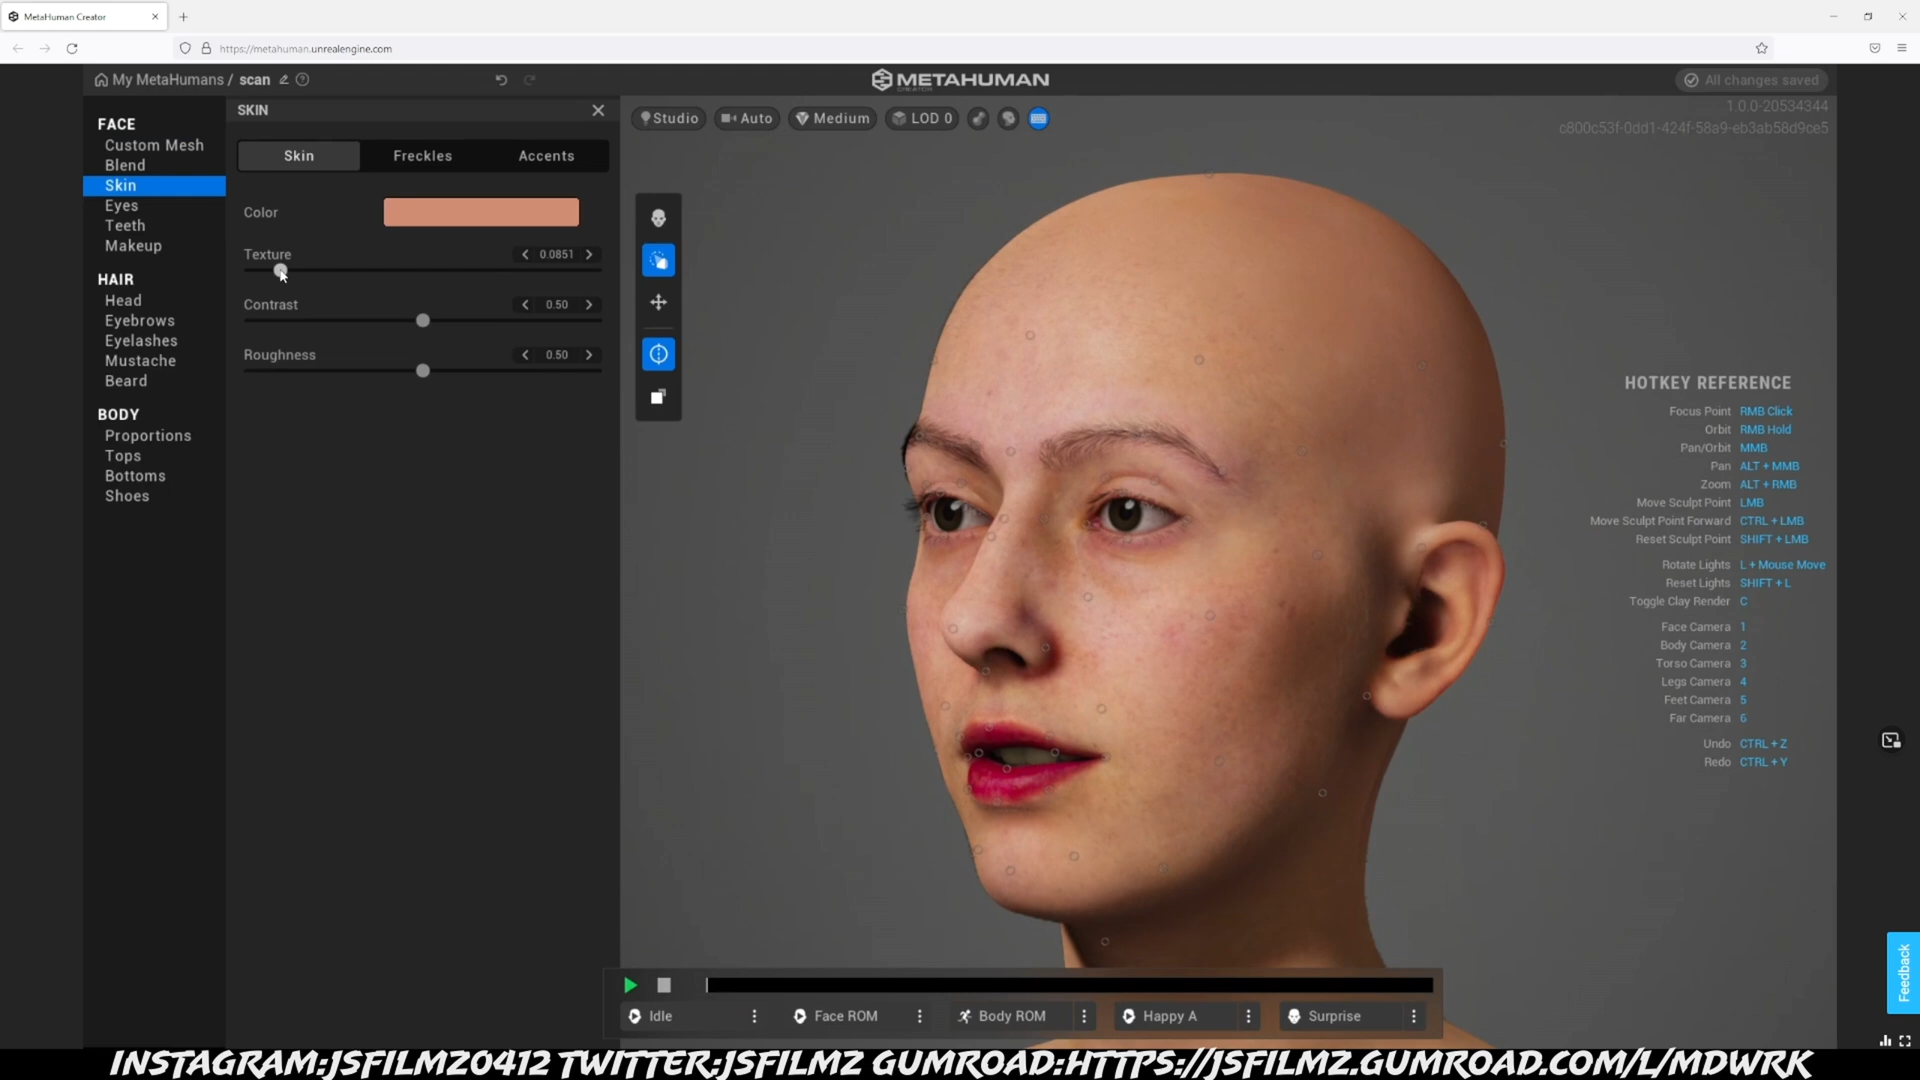 MetaHuman Creator
https://metahuman.unrealengine.com
My MetaHumans / scan
METAHUMAN
CREATOR
All changes saved
1.0.0-20534344
c800c53f-0dd1-424f-58a9-eb3ab58d9ce5
FACE
Custom Mesh
Blend
Skin
Eyes
Teeth
Makeup
HAIR
Head
Eyebrows
Eyelashes
Mustache
Beard
BODY
Proportions
Tops
Bottoms
Shoes
SKIN
Skin Freckles Accents
Color
Texture 0.0851
Contrast 0.50
Roughness 0.50
Studio Auto Medium LOD 0
HOTKEY REFERENCE
Focus Point RMB Click
Orbit RMB Hold
Pan/Orbit MMB
Pan ALT + MMB
Zoom ALT + RMB
Move Sculpt Point LMB
Move Sculpt Point Forward CTRL + LMB
Reset Sculpt Point SHIFT + LMB
Rotate Lights L + Mouse Move
Reset Lights SHIFT + L
Toggle Clay Render C
Face Camera 1
Body Camera 2
Torso Camera 3
Legs Camera 4
Feet Camera 5
Far Camera 6
Undo CTRL + Z
Redo CTRL + Y
Feedback
Idle Face ROM Body ROM Happy A Surprise
INSTAGRAM:JSFILMZ0412 TWITTER:JSFILMZ GUMROAD:HTTPS://JSFILMZ.GUMROAD.COM/L/MDWRK